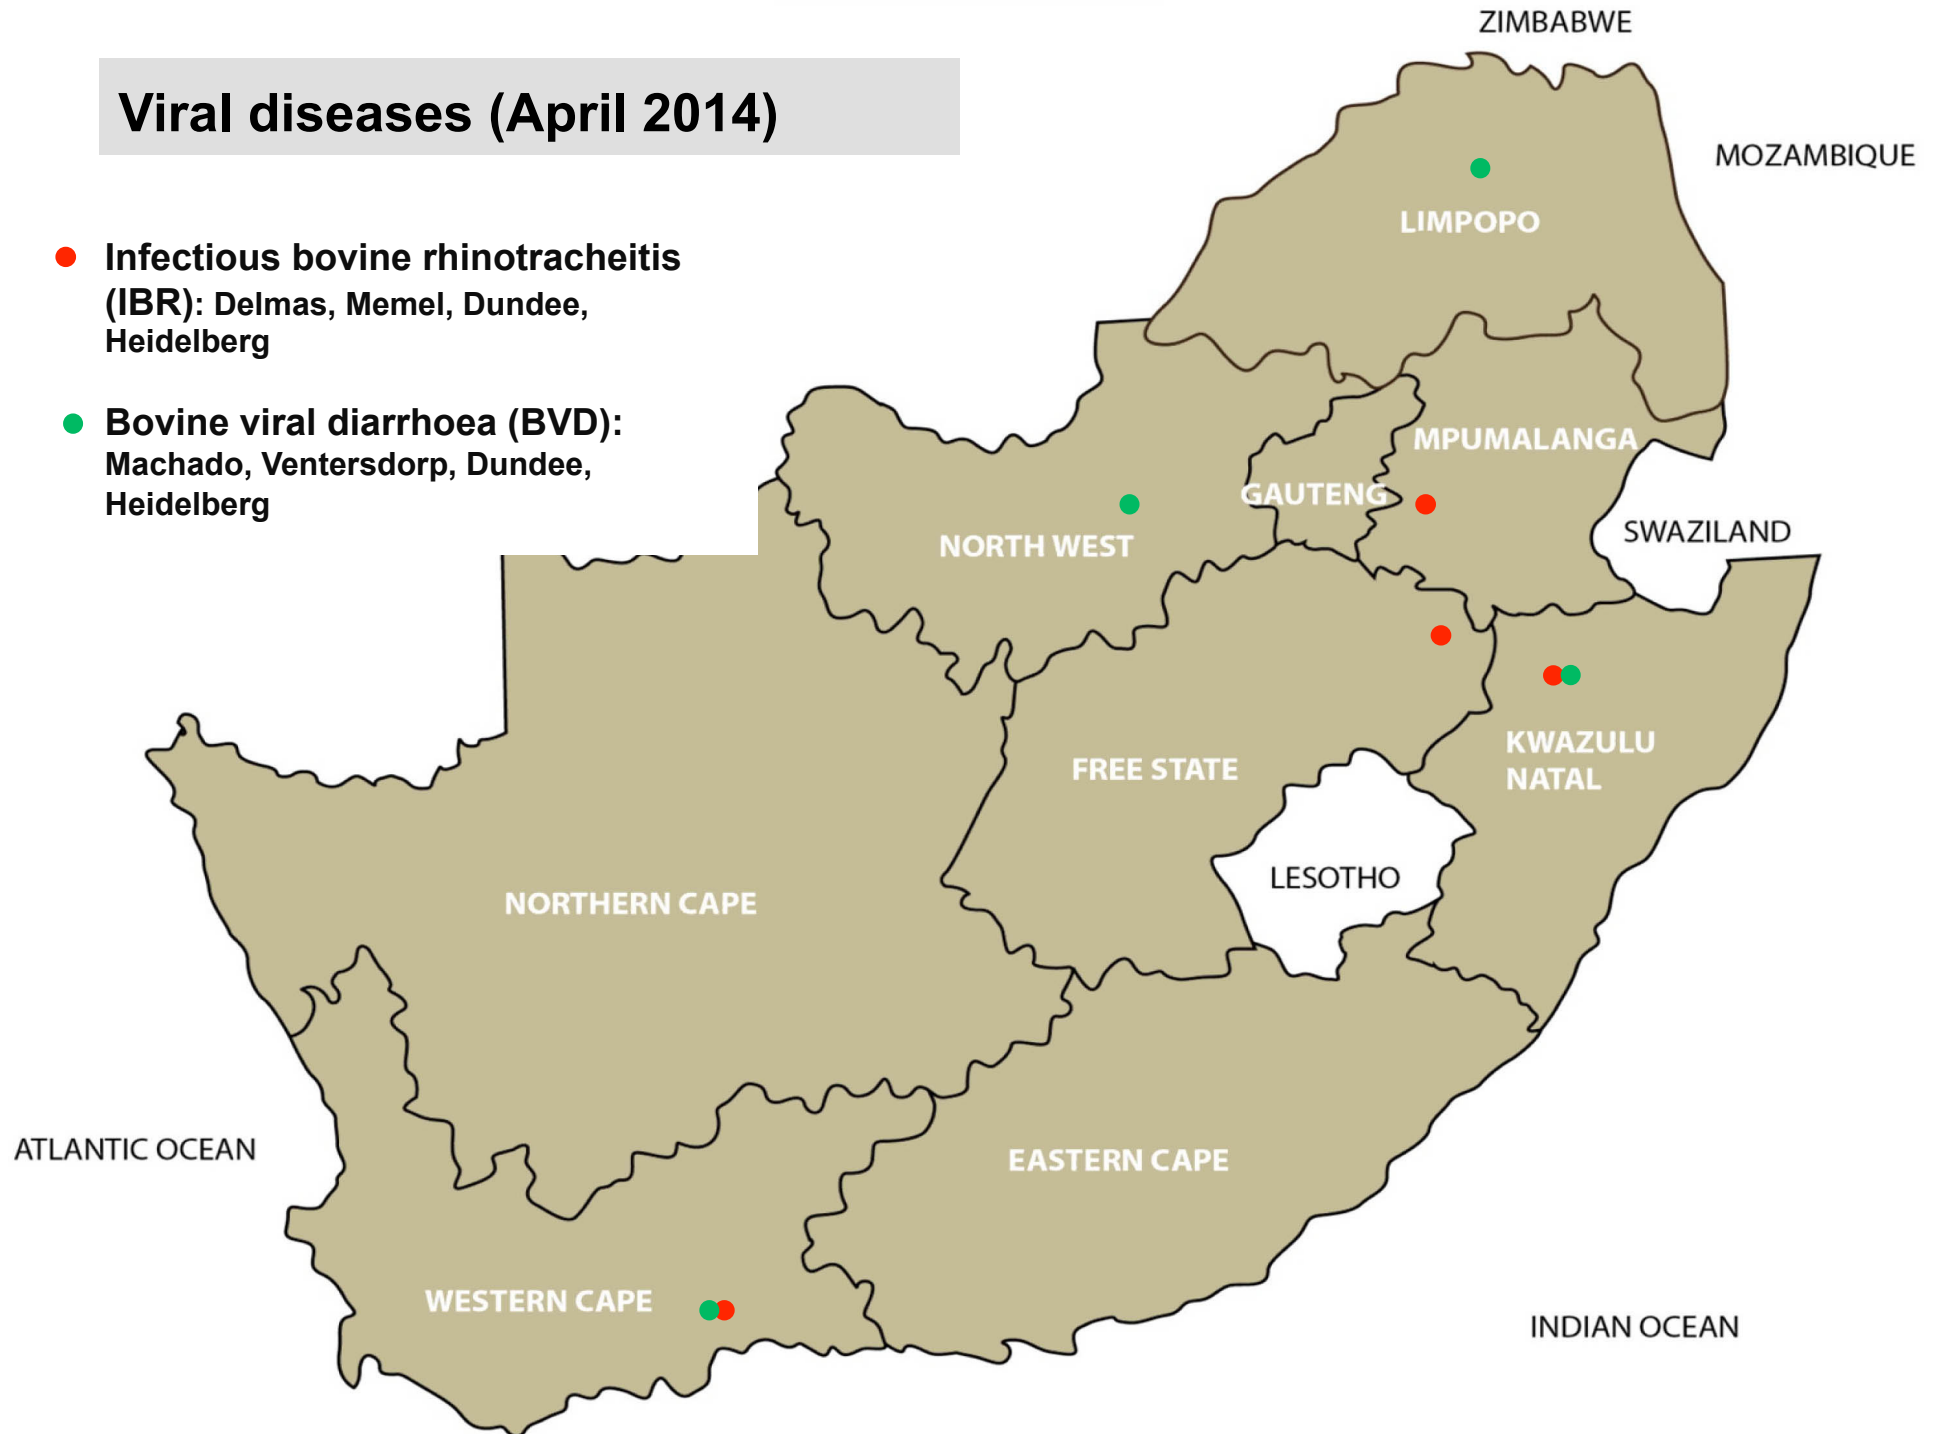 Viral diseases (April 2014)
Infectious bovine rhinotracheitis
(IBR): Delmas, Memel, Dundee,
Heidelberg
Bovine viral diarrhoea (BVD):
Machado, Ventersdorp, Dundee,
Heidelberg
ZIMBABWE
MOZAMBIQUE
LIMPOPO
MPUMALANGA
GAUTENG
SWAZILAND
NORTH WEST
KWAZULU
NATAL
FREE STATE
LESOTHO
NORTHERN CAPE
ATLANTIC OCEAN
EASTERN CAPE
WESTERN CAPE
INDIAN OCEAN